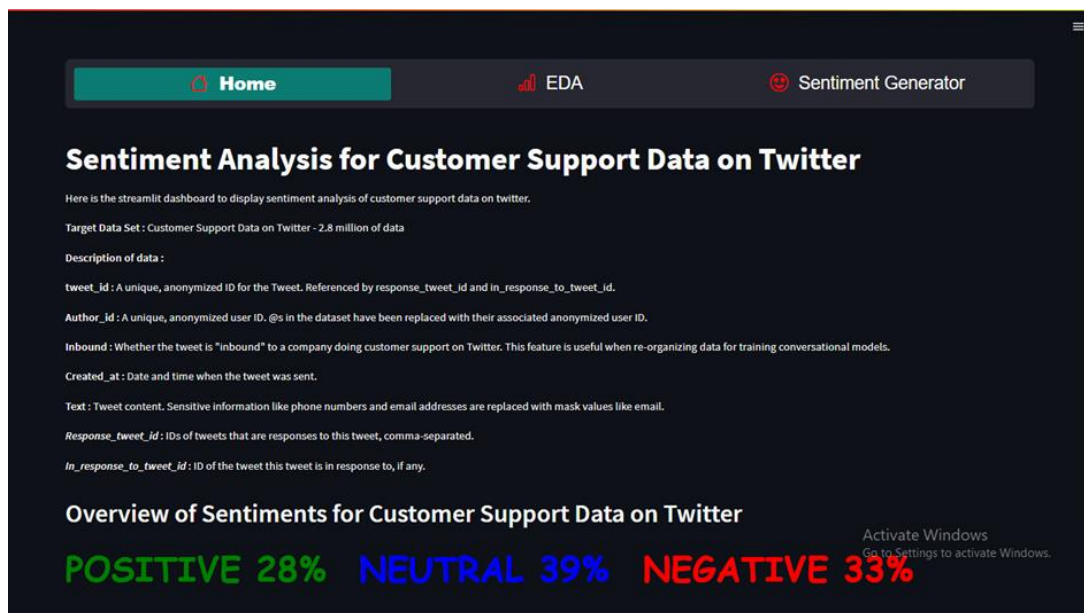 Home
EDA
Sentiment Generator
Sentiment Analysis for Customer Support Data on Twitter
Here is the streamlit dashboard to display sentiment analysis of customer support data on twitter.
Target Data Set : Customer Support Data on Twitter - 2.8 million of data
Description of data :
tweet_id : A unique, anonymized ID for the Tweet. Referenced by response_tweet_id and in_response_to_tweet_id.
Author_id : A unique, anonymized user ID. @s in the dataset have been replaced with their associated anonymized user ID.
Inbound : Whether the tweet is "inbound" to a company doing customer support on Twitter. This feature is useful when re-organizing data for training conversational models.
Created_at : Date and time when the tweet was sent.
Text : Tweet content. Sensitive information like phone numbers and email addresses are replaced with mask values like email.
Response_tweet_id : IDs of tweets that are responses to this tweet, comma-separated.
In_response_to_tweet_id : ID of the tweet this tweet is in response to, if any.
Overview of Sentiments for Customer Support Data on Twitter
POSITIVE 28% NEUTRAL 39% NEGATIVE 33%
Activate Windows
Go to Settings to activate Windows.